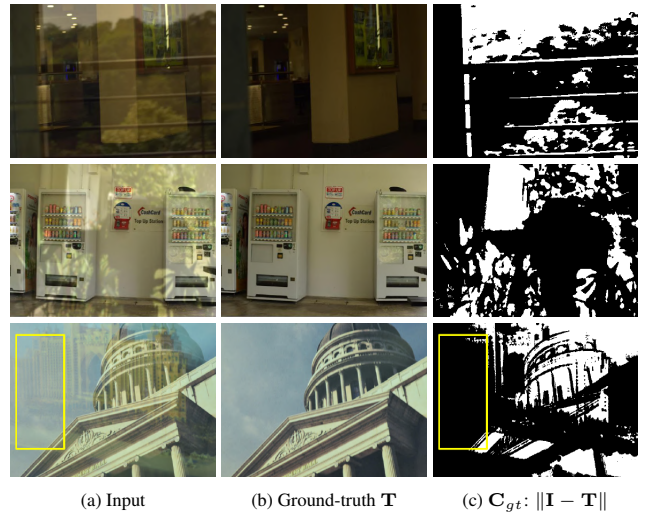 CashCard
Top Up Station
(a) Input
(b) Ground-truth T
(c) C_gt: ‖I − T‖